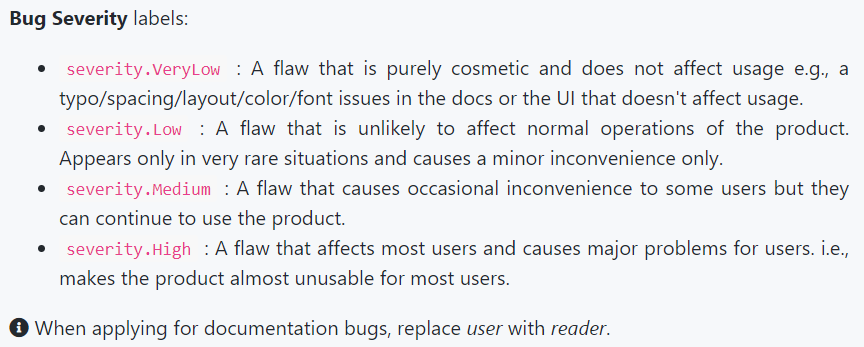 Bug Severity labels:
severity.VeryLow : A flaw that is purely cosmetic and does not affect usage e.g., a
typo/spacing/layout/color/font issues in the docs or the UI that doesn't affect usage.
severity.Low : A flaw that is unlikely to affect normal operations of the product.
Appears only in very rare situations and causes a minor inconvenience only.
severity.Medium : A flaw that causes occasional inconvenience to some users but they
can continue to use the product.
severity.High : A flaw that affects most users and causes major problems for users. i.e.,
makes the product almost unusable for most users.
When applying for documentation bugs, replace user with reader.